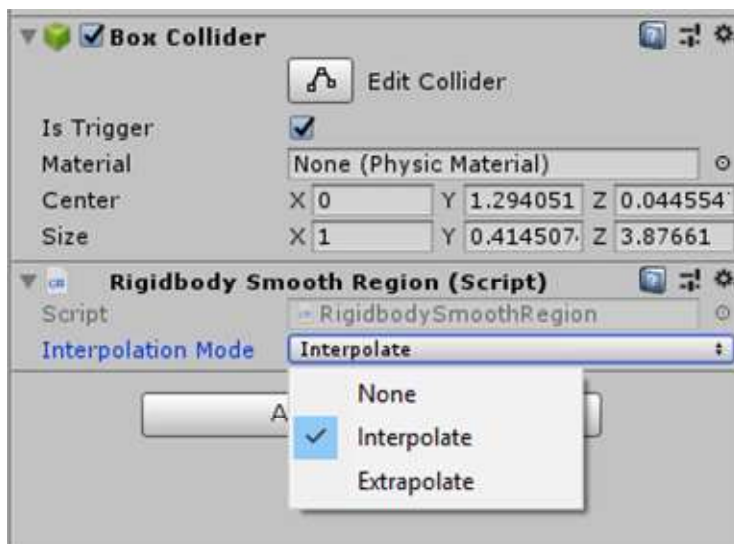 Box Collider
Edit Collider
Is Trigger
Material None (Physic Material)
Center X 0 Y 1.294051 Z 0.044554
Size X 1 Y 0.414507 Z 3.87661
Rigidbody Smooth Region (Script)
Script RigidbodySmoothRegion
Interpolation Mode Interpolate
A
None
Interpolate
Extrapolate